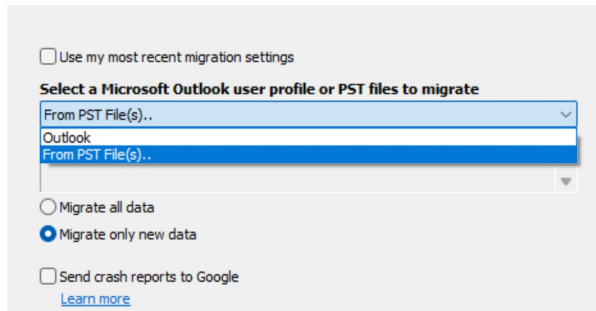 Use my most recent migration settings
Select a Microsoft Outlook user profile or PST files to migrate
From PST File(s)..
Outlook
From PST File(s)..
Migrate all data
Migrate only new data
Send crash reports to Google
Learn more